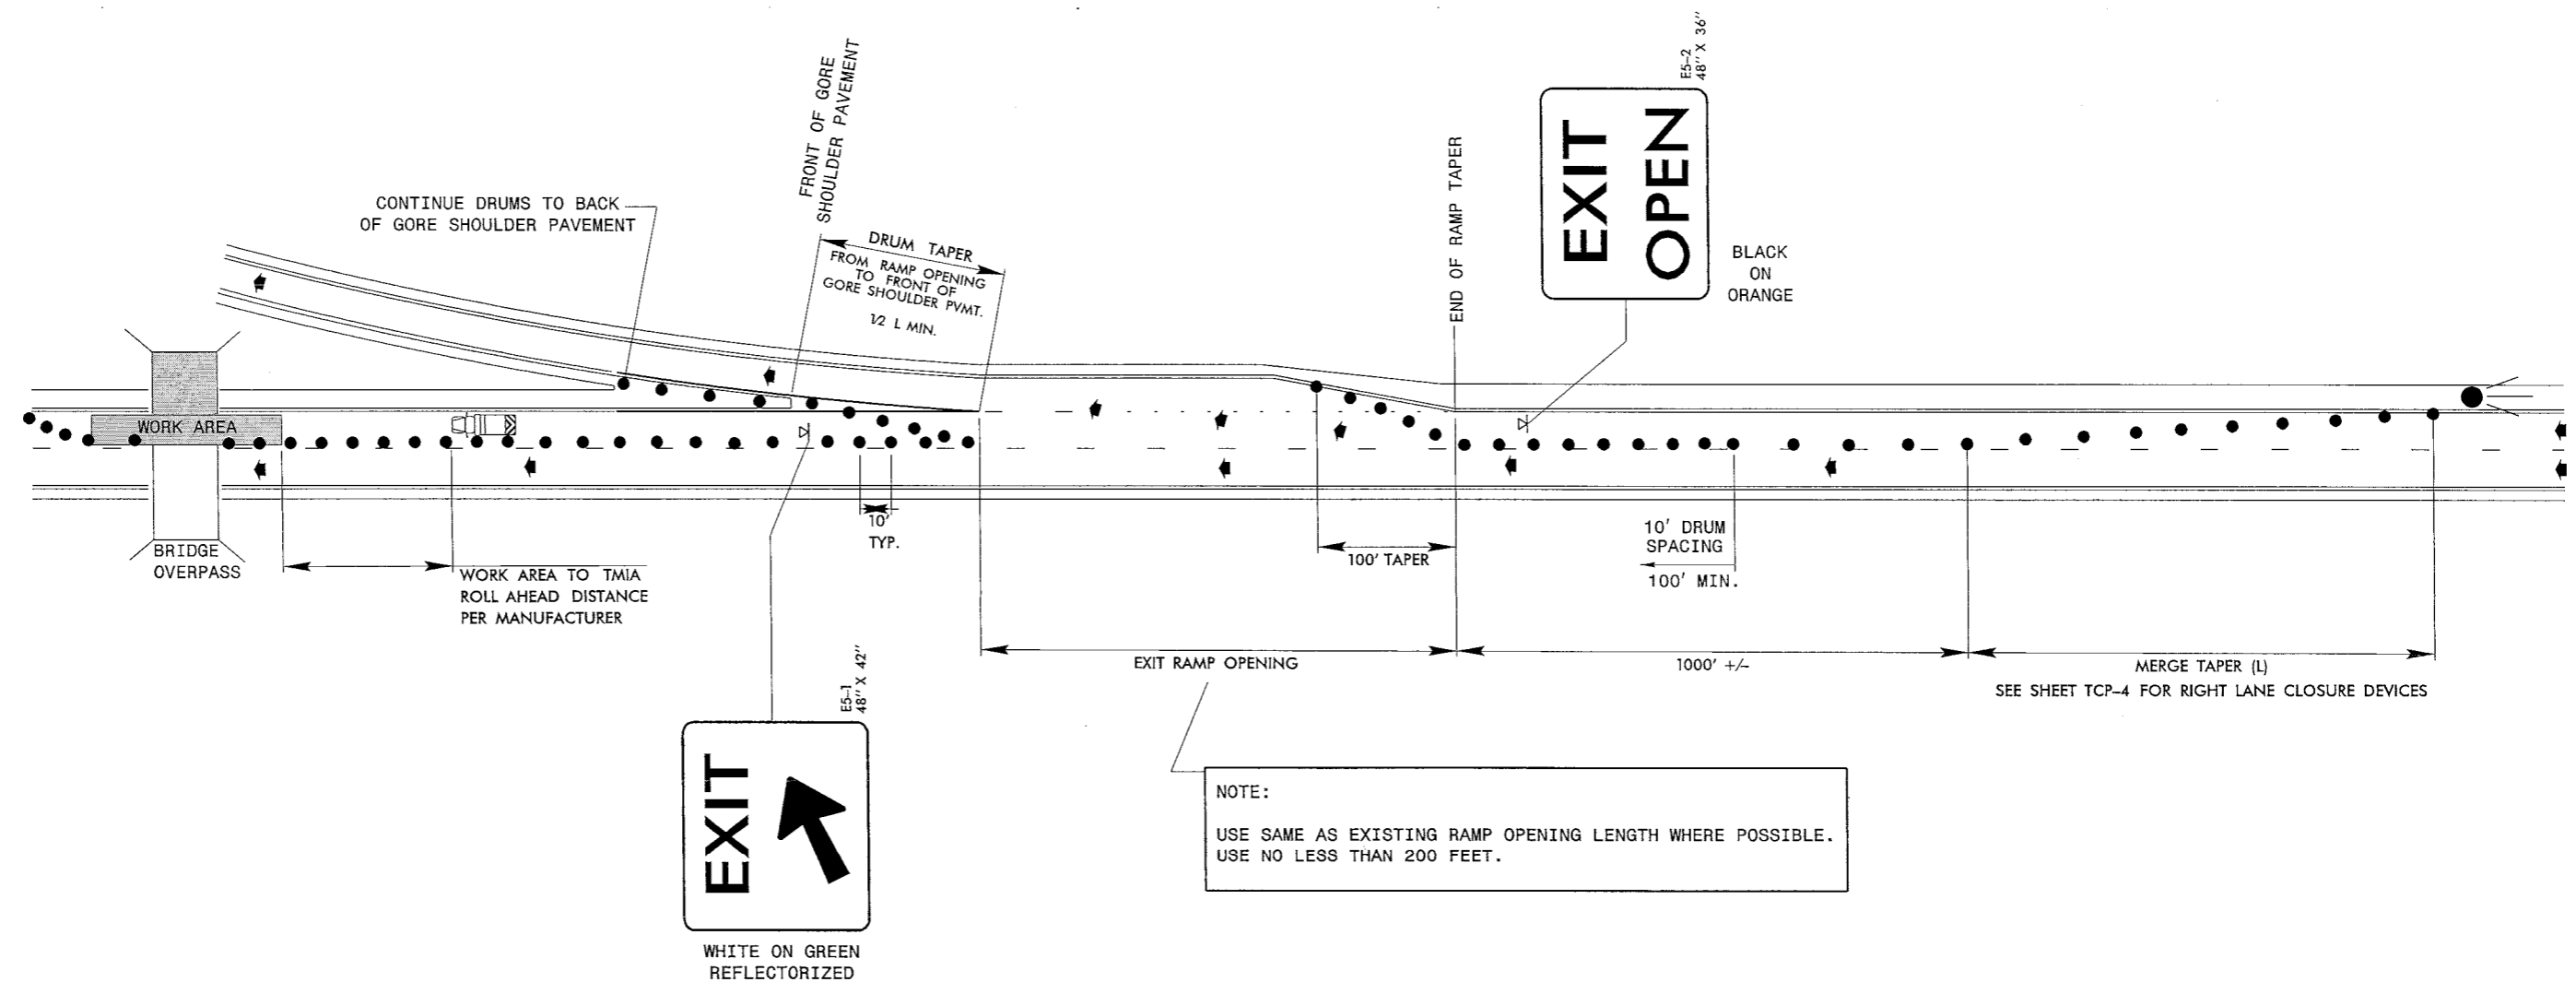 FRONT OF GORE
SHOULDER PAVEMENT
CONTINUE DRUMS TO BACK
OF GORE SHOULDER PAVEMENT
DRUM TAPER
FROM RAMP OPENING
TO FRONT OF
GORE SHOULDER PVMT.
1/2 L MIN.
END OF RAMP TAPER
E5-2
48" X 36"
EXIT
OPEN
BLACK
ON
ORANGE
WORK AREA
BRIDGE
OVERPASS
WORK AREA TO TMIA
ROLL AHEAD DISTANCE
PER MANUFACTURER
10'
TYP.
100' TAPER
10' DRUM
SPACING
100' MIN.
EXIT RAMP OPENING
1000' +/-
MERGE TAPER (L)
SEE SHEET TCP-4 FOR RIGHT LANE CLOSURE DEVICES
E5-1
48" X 42"
EXIT
WHITE ON GREEN
REFLECTORIZED
NOTE:
USE SAME AS EXISTING RAMP OPENING LENGTH WHERE POSSIBLE.
USE NO LESS THAN 200 FEET.